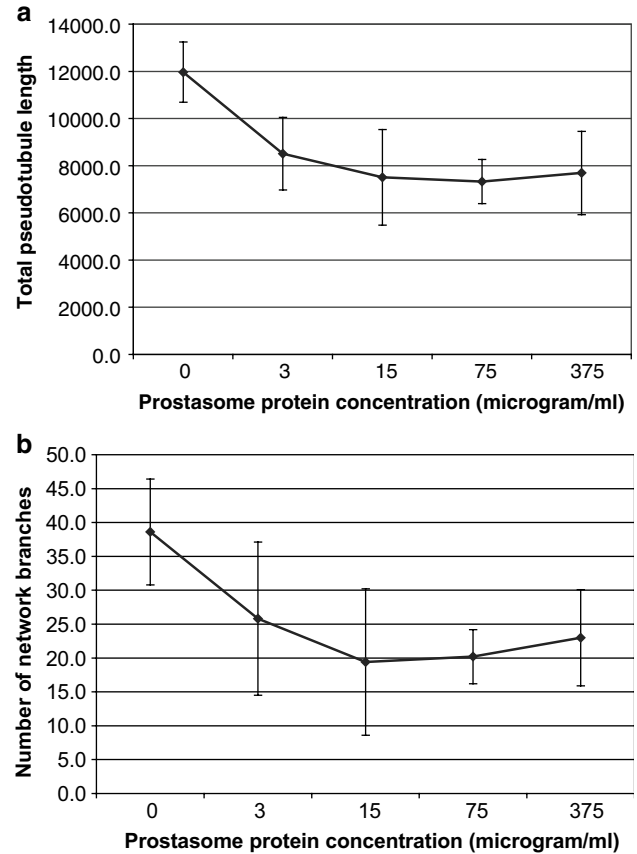 a
Total pseudotubule length
14000.0
12000.0
10000.0
8000.0
6000.0
4000.0
2000.0
0.0
0 3 15 75 375
Prostasome protein concentration (microgram/ml)
b
Number of network branches
50.0
45.0
40.0
35.0
30.0
25.0
20.0
15.0
10.0
5.0
0.0
0 3 15 75 375
Prostasome protein concentration (microgram/ml)